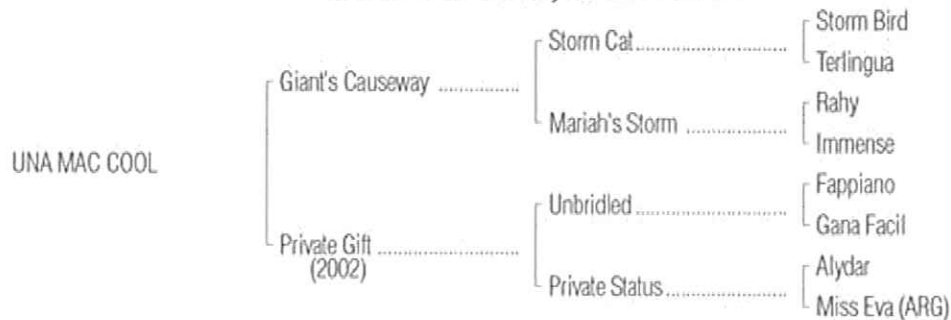 Storm Bird
Storm Cat
Terlingua
Giant's Causeway
Rahy
Mariah's Storm
Immense
UNA MAC COOL
Fappiano
Unbridled
Gana Facil
Private Gift
(2002)
Alydar
Private Status
Miss Eva (ARG)